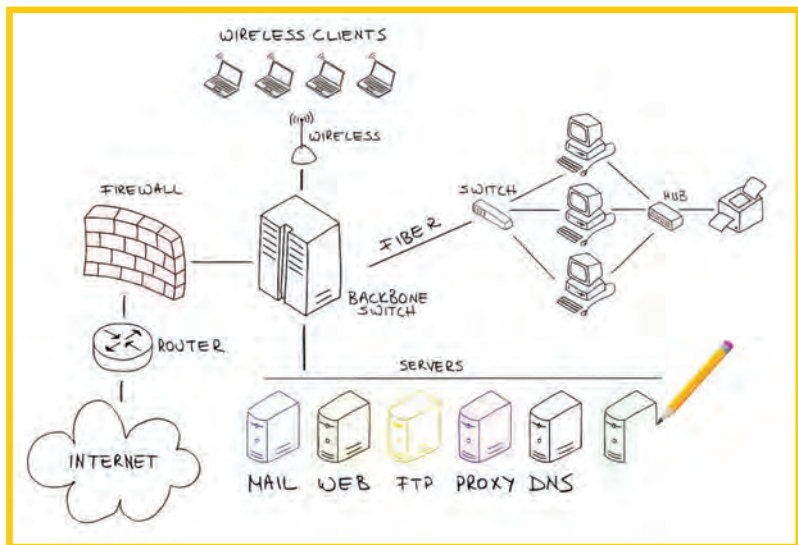 WIRELESS CLIENTS
WIRELESS
FIREWALL
SWITCH
HUB
FIBER
BACKBONE
SWITCH
ROUTER
SERVERS
INTERNET
MAIL WEB FTP PROXY DNS